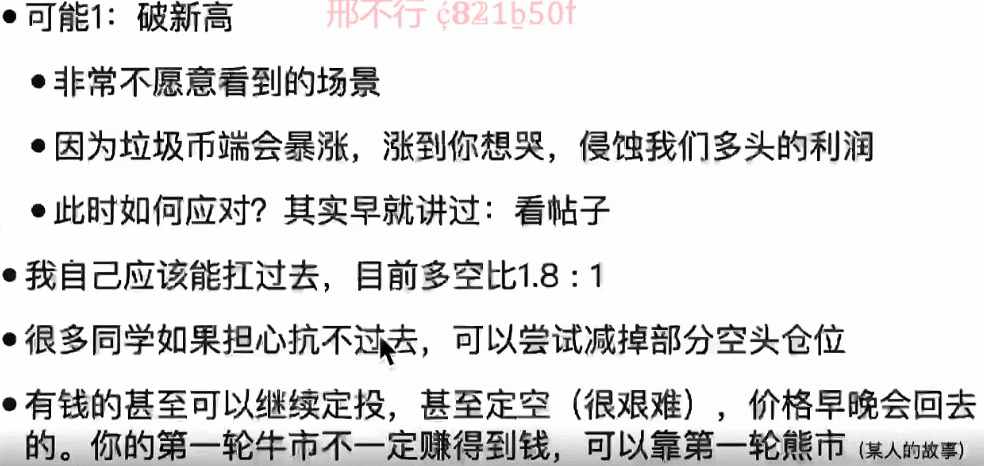 • 可能1：破新高
邢不行
• 非常不愿意看到的场景
• 因为垃圾币端会暴涨，涨到你想哭，侵蚀我们多头的利润
• 此时如何应对？其实早就讲过：看帖子
• 我自己应该能扛过去，目前多空比1.8：1
• 很多同学如果担心抗不过去，可以尝试减掉部分空头仓位
• 有钱的甚至可以继续定投，甚至定空（很艰难），价格早晚会回去
的。你的第一轮牛市不一定赚得到钱，可以靠第一轮熊市（某人的故事）